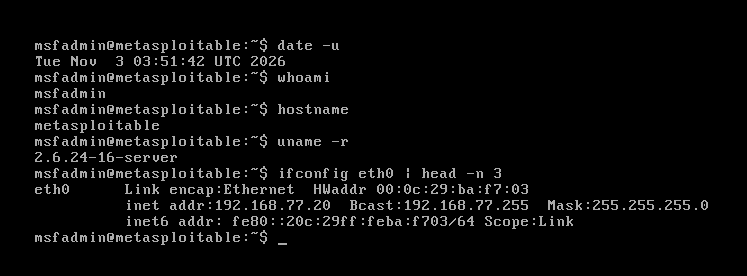 msfadmin@metasploitable:~$ date -u
Tue Nov  3 03:51:42 UTC 2026
msfadmin@metasploitable:~$ whoami
msfadmin
msfadmin@metasploitable:~$ hostname
metasploitable
msfadmin@metasploitable:~$ uname -r
2.6.24-16-server
msfadmin@metasploitable:~$ ifconfig eth0 | head -n 3
eth0      Link encap:Ethernet  HWaddr 00:0c:29:ba:f7:03
          inet addr:192.168.77.20  Bcast:192.168.77.255  Mask:255.255.255.0
          inet6 addr: fe80::20c:29ff:feba:f703/64 Scope:Link
msfadmin@metasploitable:~$ _